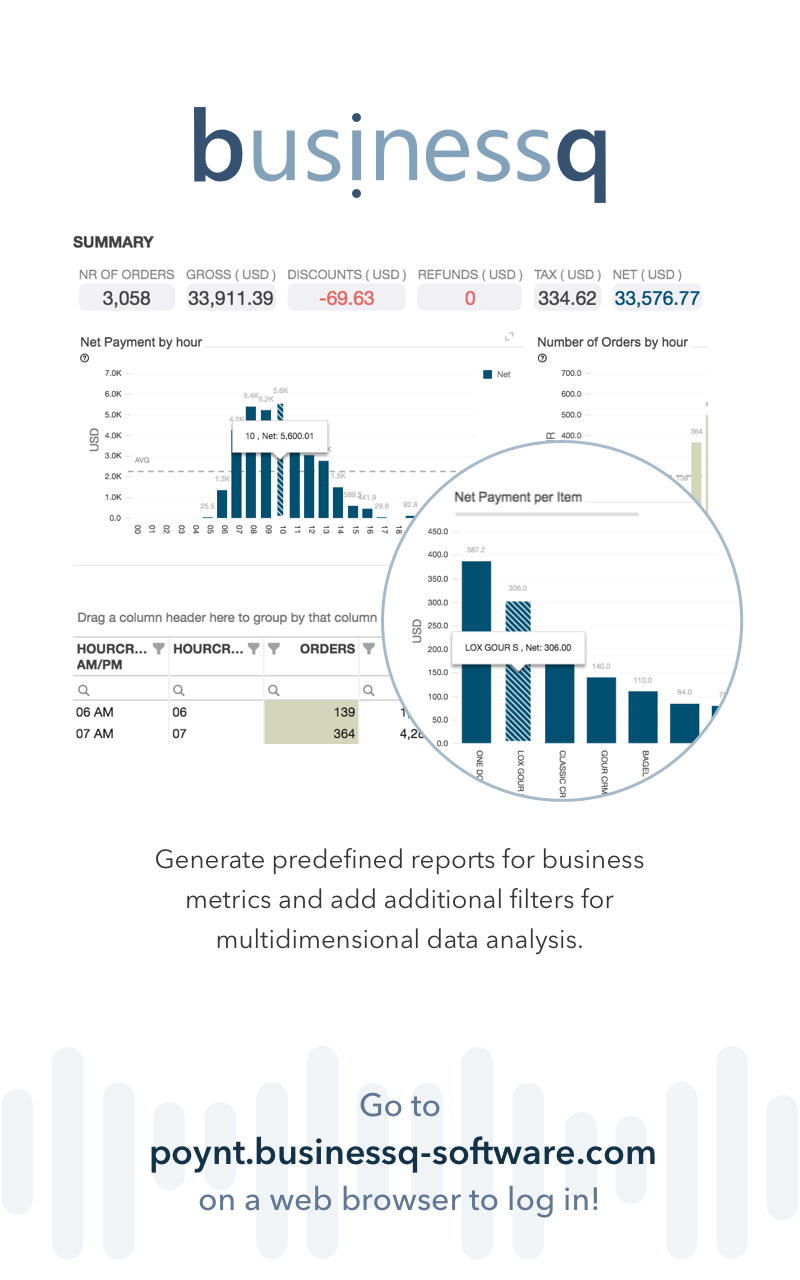 businessq
SUMMARY
NR OF ORDERS GROSS ( USD ) DISCOUNTS ( USD ) REFUNDS ( USD ) TAX ( USD ) NET ( USD )
3,058 33,911.39 -69.63 0 334.62 33,576.77
Net Payment by hour
7.0K
6.0K
5.0K
4.0K
3.0K
2.0K
1.0K
0.0
USD
AVG
Net
25.5
1.3K
5.4K
5.2K
5.6K
10 , Net: 5,600.01
1.5K
29.8
92.8
00 01 02 03 04 05 06 07 08 09 10 11 12 13 14 15 16 17 18
Number of Orders by hour
700.0
600.0
500.0
400.0
364
139
Net Payment per Item
450.0
400.0
350.0
300.0
250.0
200.0
150.0
100.0
50.0
0.0
USD
387.2
306.0
LOX GOUR S , Net: 306.00
140.0
110.0
84.0
ONE DO
LOX GOUR
CLASSIC CR
GOUR CRM
BAGEL
Drag a column header here to group by that column
HOURCR... HOURCR... ORDERS
AM/PM
06 AM 06 139
07 AM 07 364
Generate predefined reports for business
metrics and add additional filters for
multidimensional data analysis.
Go to
poynt.businessq-software.com
on a web browser to log in!